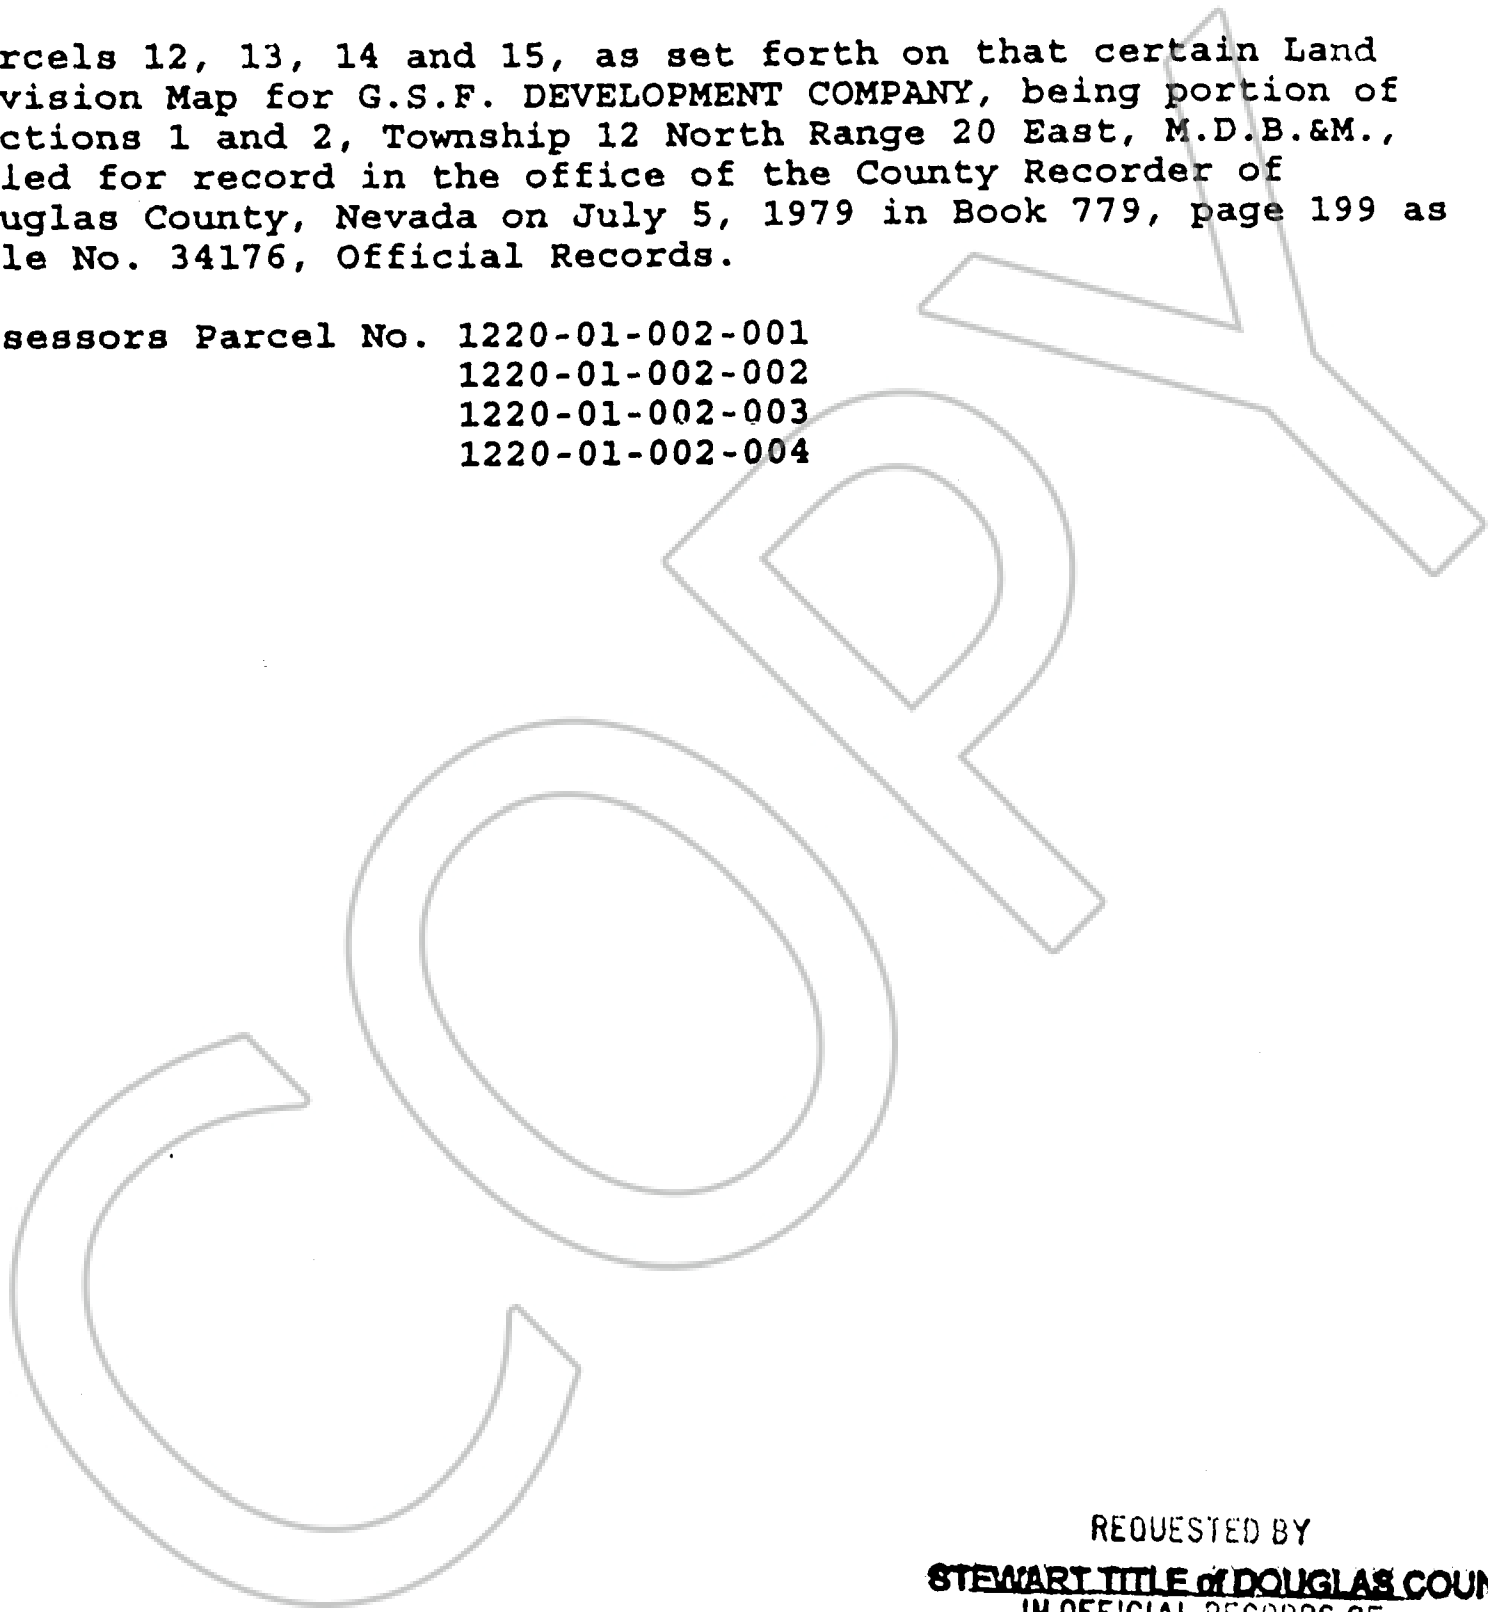 rcels 12, 13, 14 and 15, as set forth on that certain Land
vision Map for G.S.F. DEVELOPMENT COMPANY, being portion of
ctions 1 and 2, Township 12 North Range 20 East, M.D.B.&M.,
led for record in the office of the County Recorder of
uglas County, Nevada on July 5, 1979 in Book 779, page 199 as
le No. 34176, Official Records.
sessors Parcel No. 1220-01-002-001
1220-01-002-002
1220-01-002-003
1220-01-002-004
COPY
REQUESTED BY
STEWART TITLE of DOUGLAS COUN
IN OFFICIAL RECORDS OF